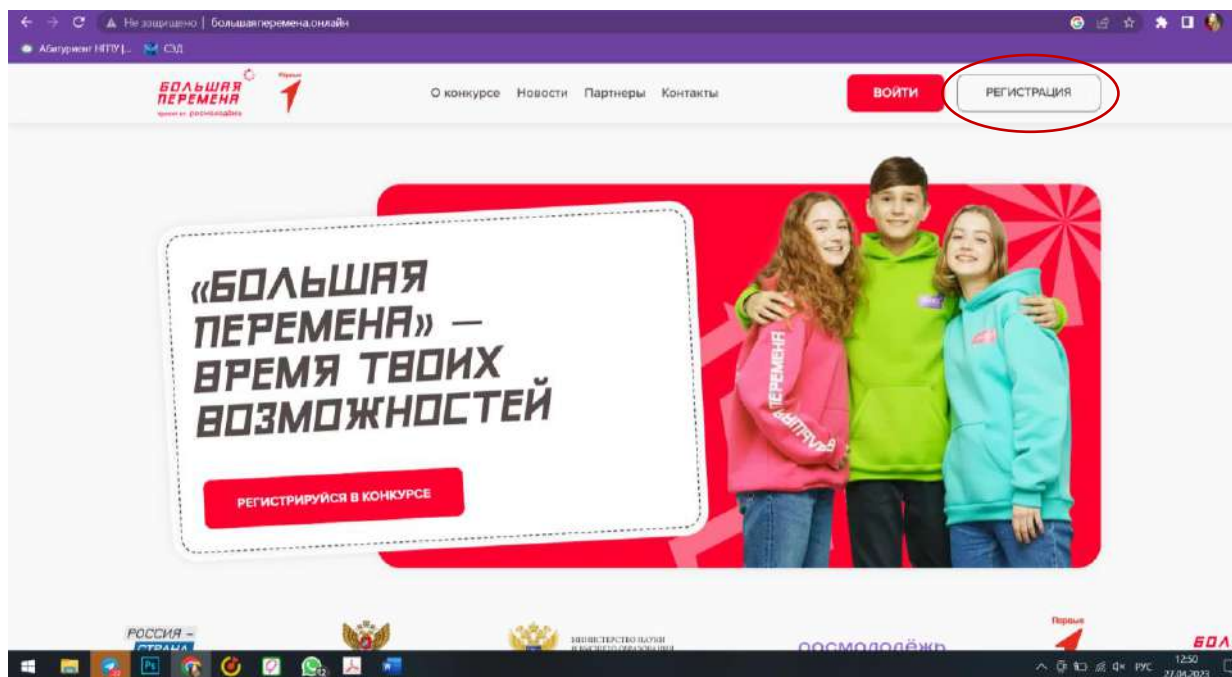 Не защищено | большаяперемена.онлайн
Абитуриент НГПУ |... СЭД
БОЛЬШАЯ
ПЕРЕМЕНА
Первые
О конкурсе Новости Партнеры Контакты
ВОЙТИ
РЕГИСТРАЦИЯ
«БОЛЬШАЯ
ПЕРЕМЕНА» —
ВРЕМЯ ТВОИХ
ВОЗМОЖНОСТЕЙ
РЕГИСТРИРУЙСЯ В КОНКУРСЕ
ПЕРЕМЕНА
РОССИЯ –
СТРАНА
МИНИСТЕРСТВО НАУКИ
И ВЫСШЕГО ОБРАЗОВАНИЯ
росмолодёжь
Первые
БОЛ
Ps
РУС
12:50
27.04.2023